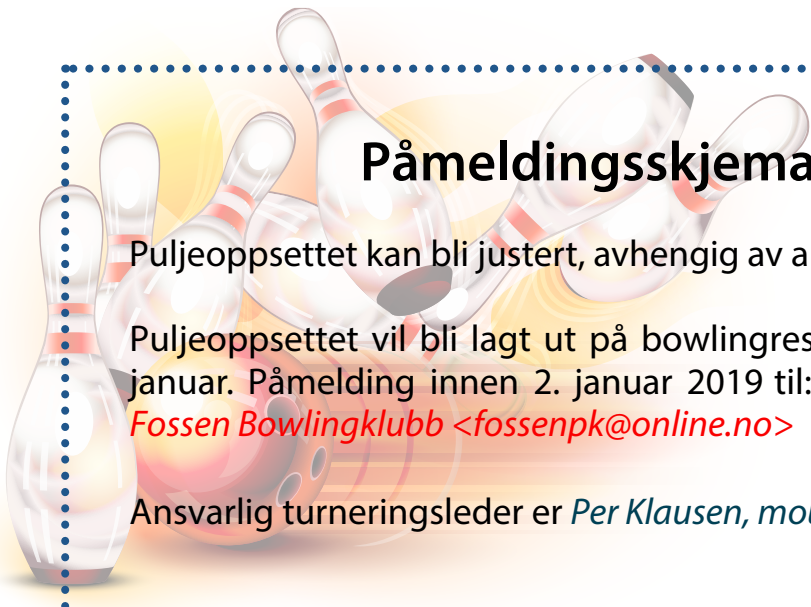 Påmeldingsskjema
Puljeoppsettet kan bli justert, avhengig av a
Puljeoppsettet vil bli lagt ut på bowlingres
januar. Påmelding innen 2. januar 2019 til:
Fossen Bowlingklubb <fossenpk@online.no>
Ansvarlig turneringsleder er Per Klausen, mo